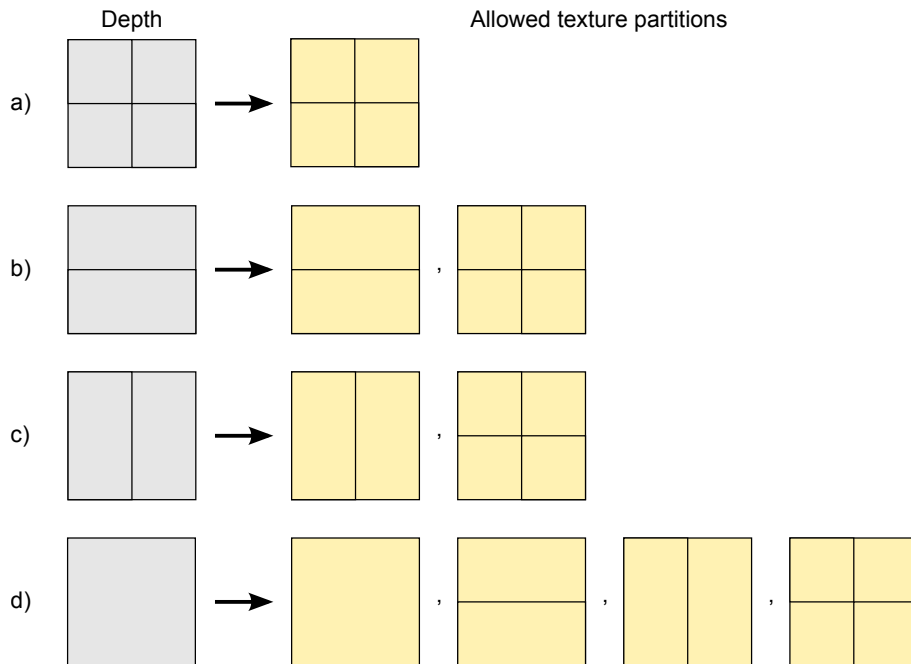 Depth Allowed texture partitions
a)
b) ,
c) ,
d) , , ,